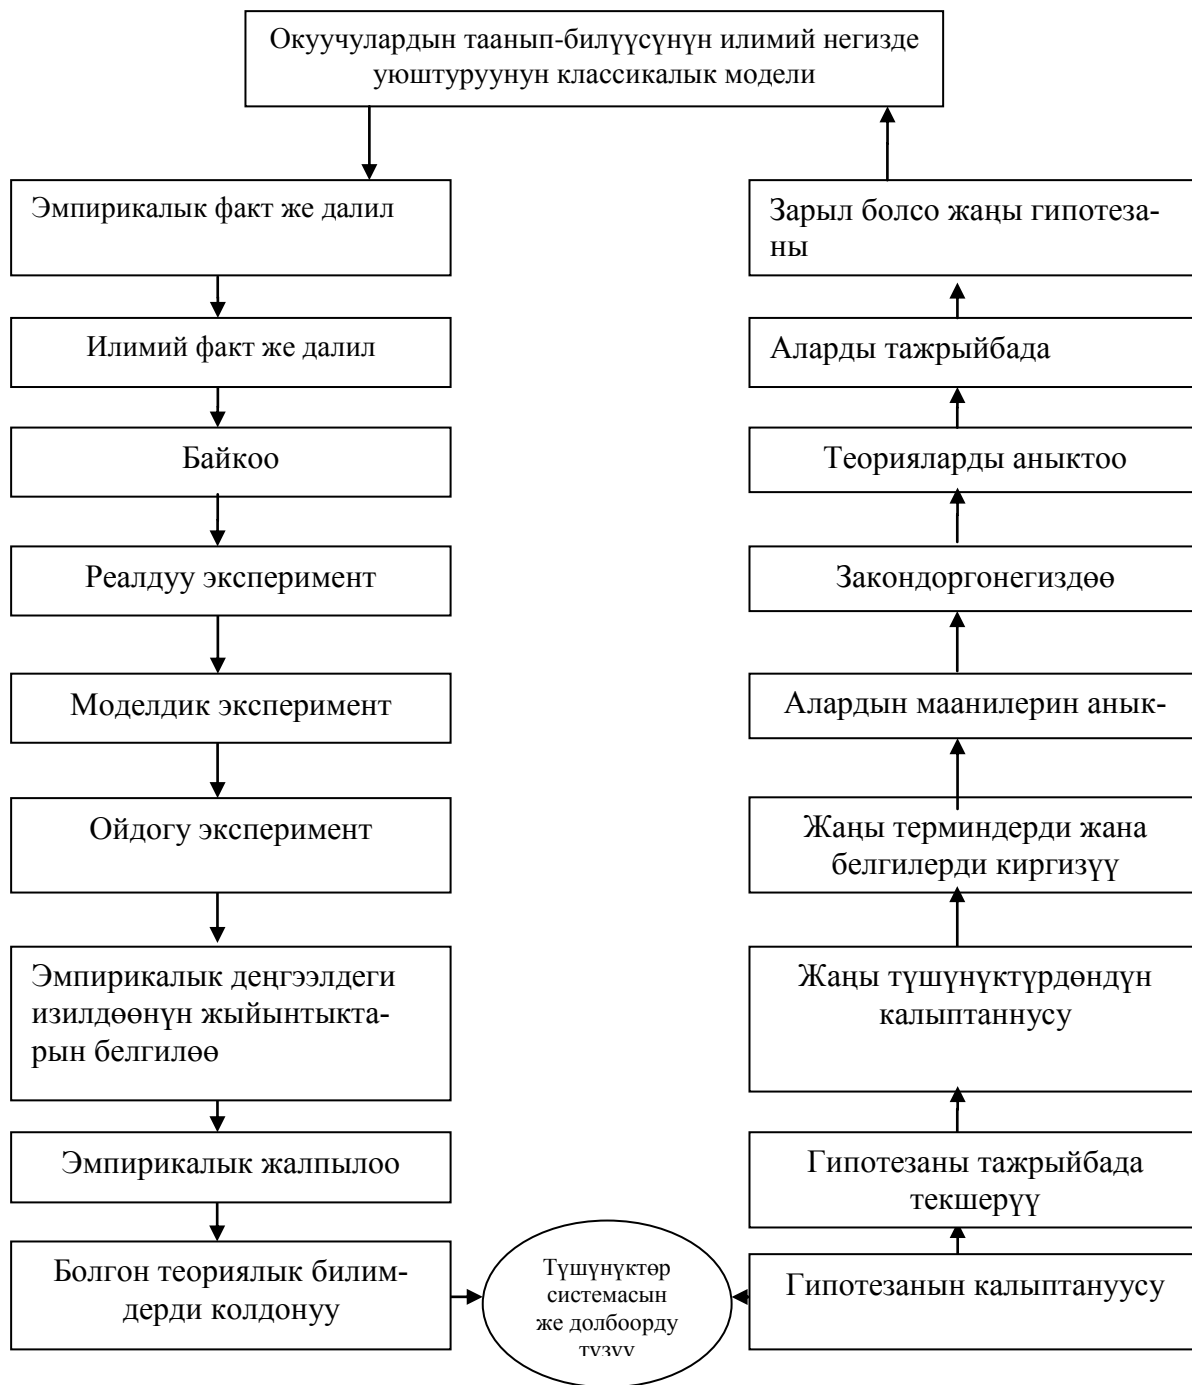 Окуучулардын таанып-билүүсүнүн илимий негизде
уюштуруунун классикалык модели
Эмпирикалык факт же далил
Илимий факт же далил
Байкоо
Реалдуу эксперимент
Моделдик эксперимент
Ойдогу эксперимент
Эмпирикалык деңгээлдеги
изилдөөнүн жыйынтыкта-
рын белгилөө
Эмпирикалык жалпылоо
Болгон теориялык билим-
дерди колдонуу
Түшүнүктөр
системасын
же долбоорду
түзүү
Зарыл болсо жаңы гипотеза-
ны
Аларды тажрыйбада
Теорияларды аныктоо
Закондоргонегиздөө
Алардын маанилерин анык-
Жаңы терминдерди жана
белгилерди киргизүү
Жаңы түшүнүктүрдөндүн
калыптаннусу
Гипотезаны тажрыйбада
текшерүү
Гипотезанын калыптануусу